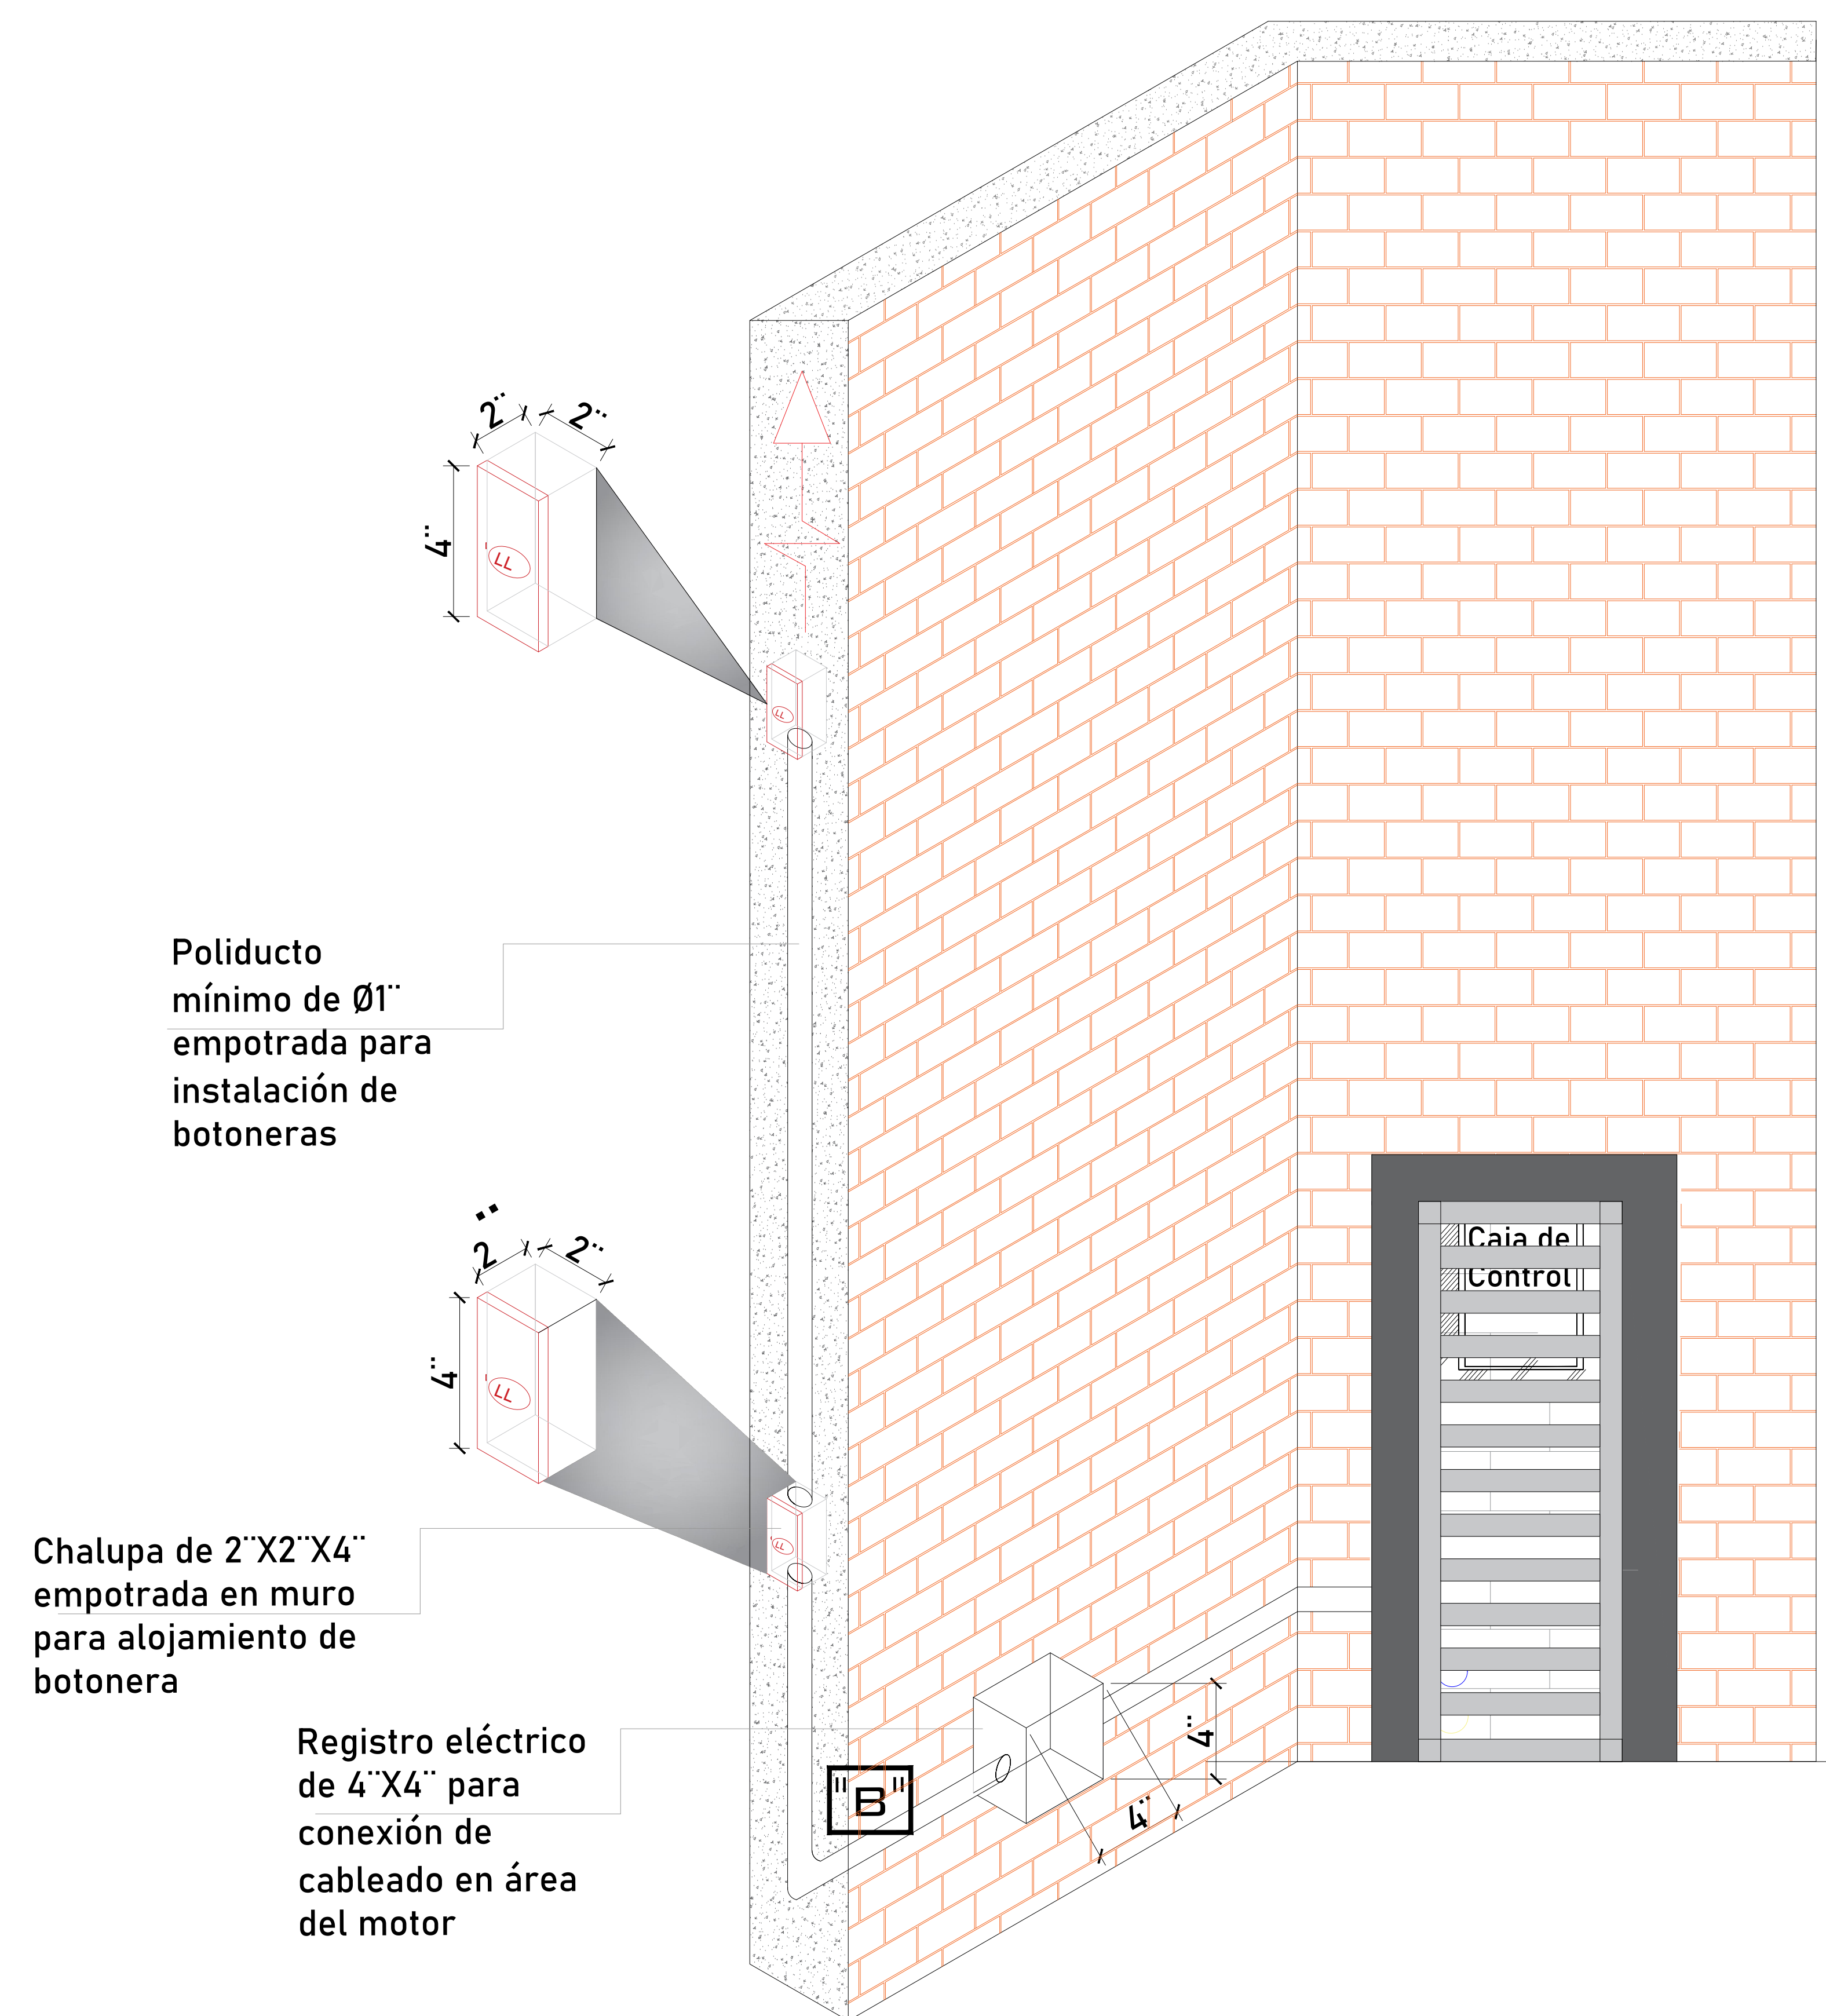 2¨
2¨
4¨
LL
LL
Poliducto
mínimo de Ø1¨
empotrada para
instalación de
botoneras
2¨
2¨
4¨
LL
LL
Caja de
Control
Chalupa de 2¨X2¨X4¨
empotrada en muro
para alojamiento de
botonera
Registro eléctrico
de 4¨X4¨ para
conexión de
cableado en área
del motor
"B"
4¨
4¨